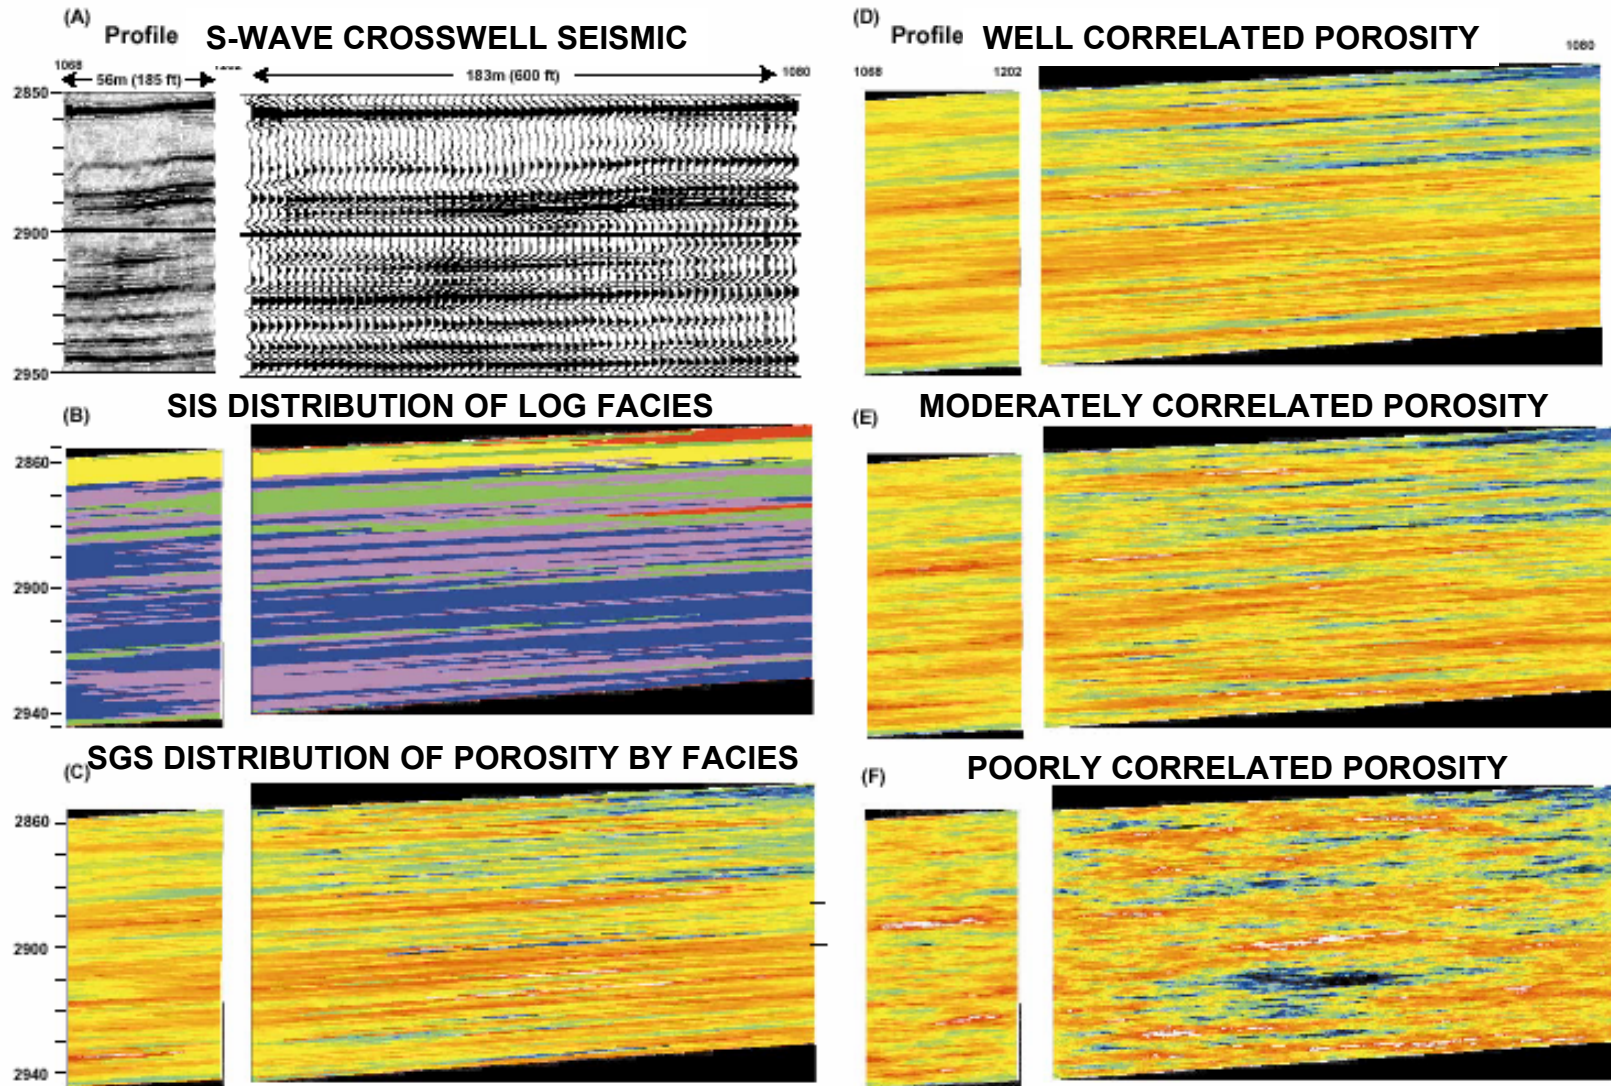 (A)
Profile S-WAVE CROSSWELL SEISMIC
1068
56m (185 ft)
183m (600 ft)
1080
2850
2900
2950
(B)
SIS DISTRIBUTION OF LOG FACIES
2860
2900
2940
(C)
SGS DISTRIBUTION OF POROSITY BY FACIES
2860
2900
2940
(D)
Profile WELL CORRELATED POROSITY
1068
1202
1080
(E)
MODERATELY CORRELATED POROSITY
(F)
POORLY CORRELATED POROSITY